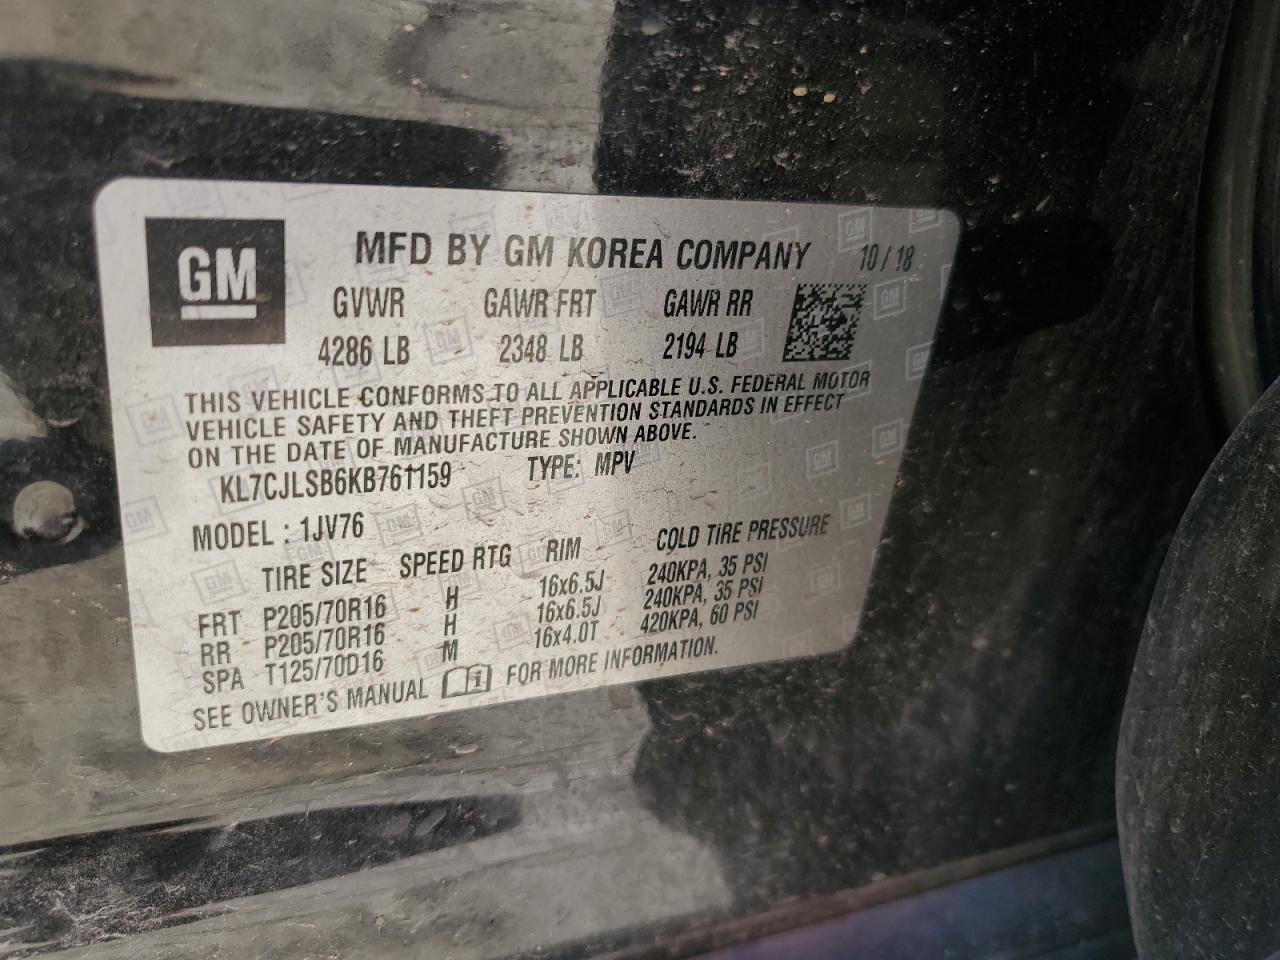 GM
MFD BY GM KOREA COMPANY 10 / 18
GVWR GAWR FRT GAWR RR
4286 LB 2348 LB 2194 LB
THIS VEHICLE CONFORMS TO ALL APPLICABLE U.S. FEDERAL MOTOR
VEHICLE SAFETY AND THEFT PREVENTION STANDARDS IN EFFECT
ON THE DATE OF MANUFACTURE SHOWN ABOVE.
KL7CJLSB6KB761159 TYPE: MPV
MODEL : 1JV76
TIRE SIZE SPEED RTG RIM COLD TIRE PRESSURE
FRT P205/70R16 H 16x6.5J 240KPA, 35 PSI
RR P205/70R16 H 16x6.5J 240KPA, 35 PSI
SPA T125/70D16 M 16x4.0T 420KPA, 60 PSI
SEE OWNER'S MANUAL i FOR MORE INFORMATION.